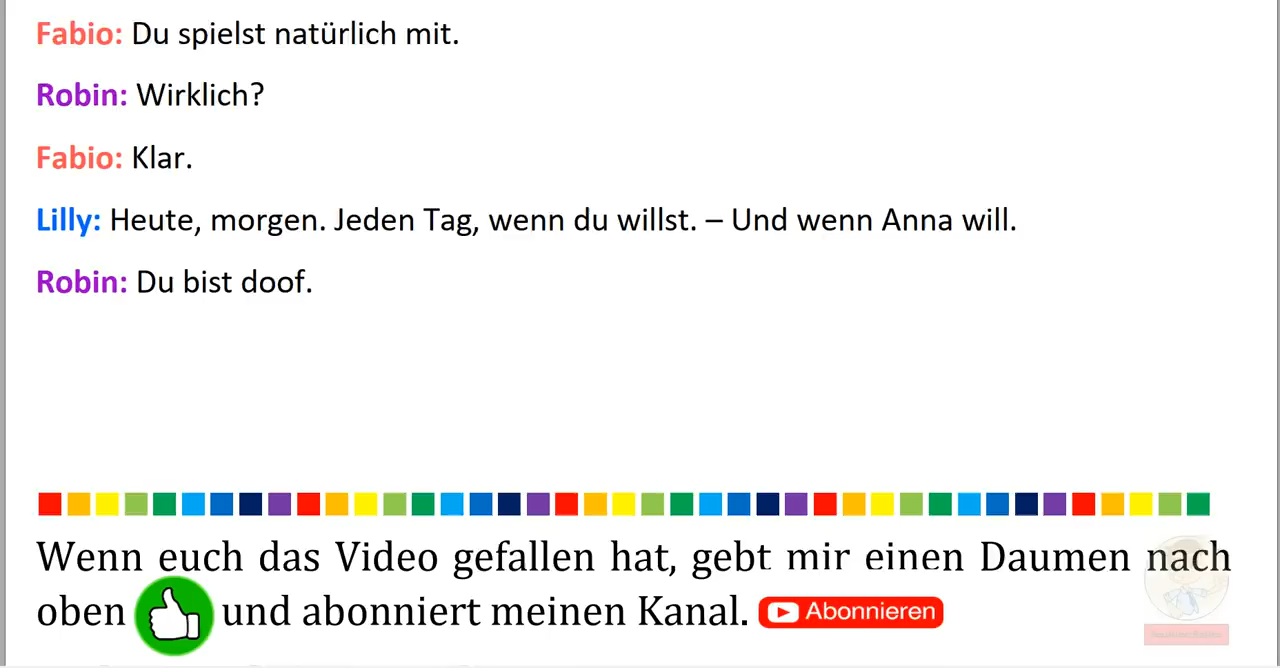 Fabio: Du spielst natürlich mit.
Robin: Wirklich?
Fabio: Klar.
Lilly: Heute, morgen. Jeden Tag, wenn du willst. – Und wenn Anna will.
Robin: Du bist doof.
Wenn euch das Video gefallen hat, gebt mir einen Daumen nach
oben und abonniert meinen Kanal. Abonnieren